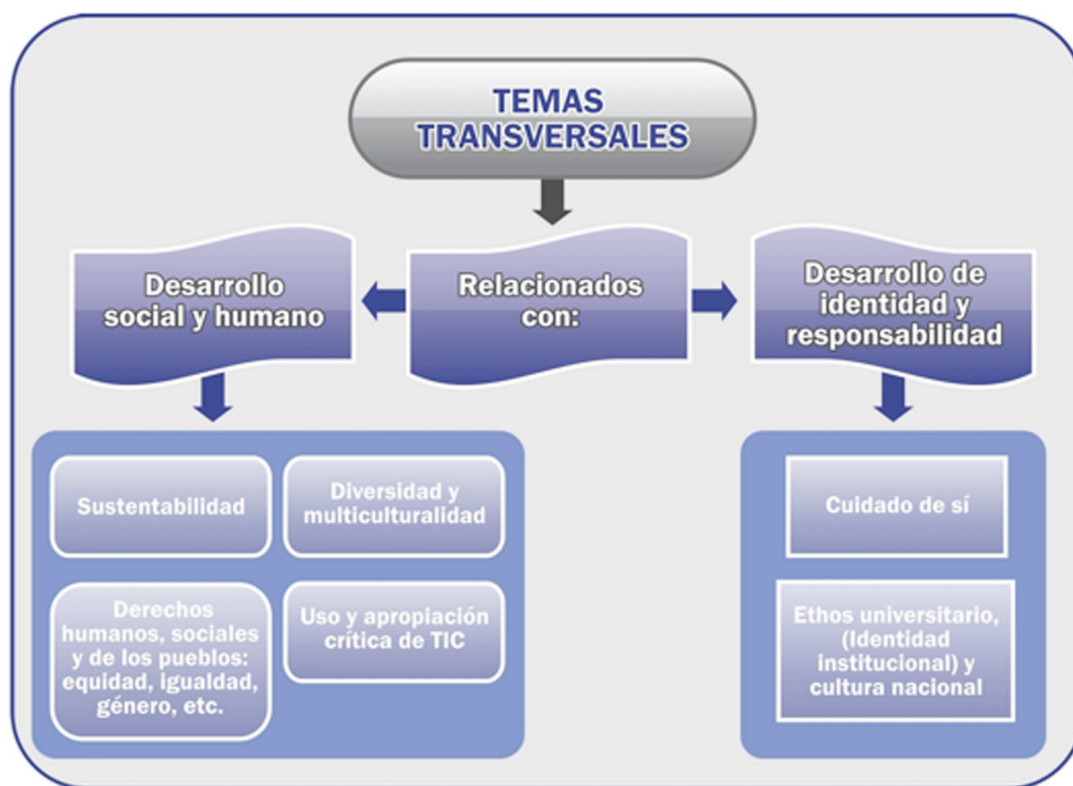 TEMAS
TRANSVERSALES
Desarrollo
social y humano
Relacionados
con:
Desarrollo de
identidad y
responsabilidad
Sustentabilidad
Diversidad y
multiculturalidad
Derechos
humanos, sociales
y de los pueblos:
equidad, igualdad,
género, etc.
Uso y apropiación
crítica de TIC
Cuidado de sí
Ethos universitario,
(Identidad
institucional) y
cultura nacional